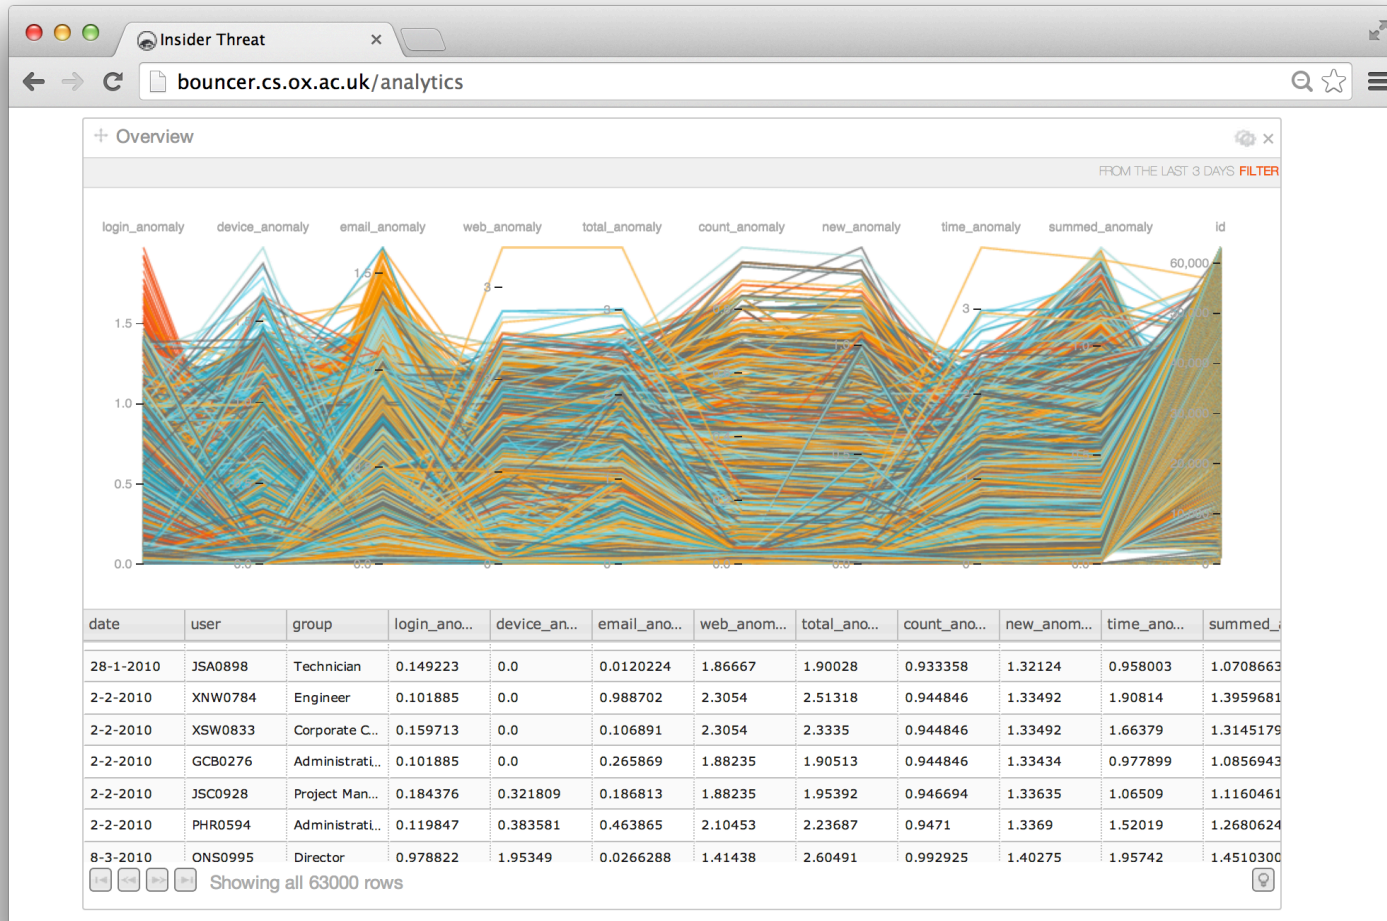 Insider Threat
bouncer.cs.ox.ac.uk/analytics
Overview
FROM THE LAST 3 DAYS FILTER
login_anomaly device_anomaly email_anomaly web_anomaly total_anomaly count_anomaly new_anomaly time_anomaly summed_anomaly id
60,000
1.5
3
3
1.5
1.0
0.5
0.0
date user group login_ano... device_an... email_ano... web_anom... total_ano... count_ano... new_anom... time_ano... summed_
28-1-2010 JSA0898 Technician 0.149223 0.0 0.0120224 1.86667 1.90028 0.933358 1.32124 0.958003 1.0708663
2-2-2010 XNW0784 Engineer 0.101885 0.0 0.988702 2.3054 2.51318 0.944846 1.33492 1.90814 1.3959681
2-2-2010 XSW0833 Corporate C... 0.159713 0.0 0.106891 2.3054 2.3335 0.944846 1.33492 1.66379 1.3145179
2-2-2010 GCB0276 Administrati... 0.101885 0.0 0.265869 1.88235 1.90513 0.944846 1.33434 0.977899 1.0856943
2-2-2010 JSC0928 Project Man... 0.184376 0.321809 0.186813 1.88235 1.95392 0.946694 1.33635 1.06509 1.1160461
2-2-2010 PHR0594 Administrati... 0.119847 0.383581 0.463865 2.10453 2.23687 0.9471 1.3369 1.52019 1.2680624
8-3-2010 ONS0995 Director 0.978822 1.95349 0.0266288 1.41438 2.60491 0.992925 1.40275 1.95742 1.4510300
Showing all 63000 rows